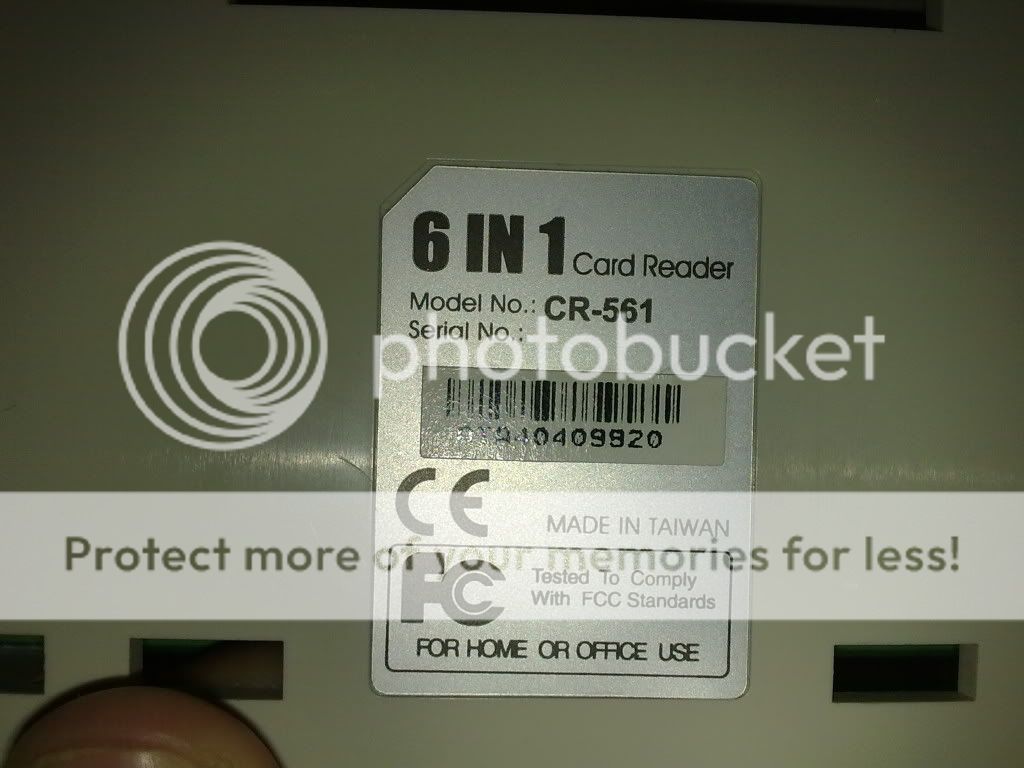 6 IN 1 Card Reader
Model No.: CR-561
Serial No.:
photobucket
CE
MADE IN TAIWAN
Protect more of your memories for less!
FC Tested To Comply
With FCC Standards
FOR HOME OR OFFICE USE